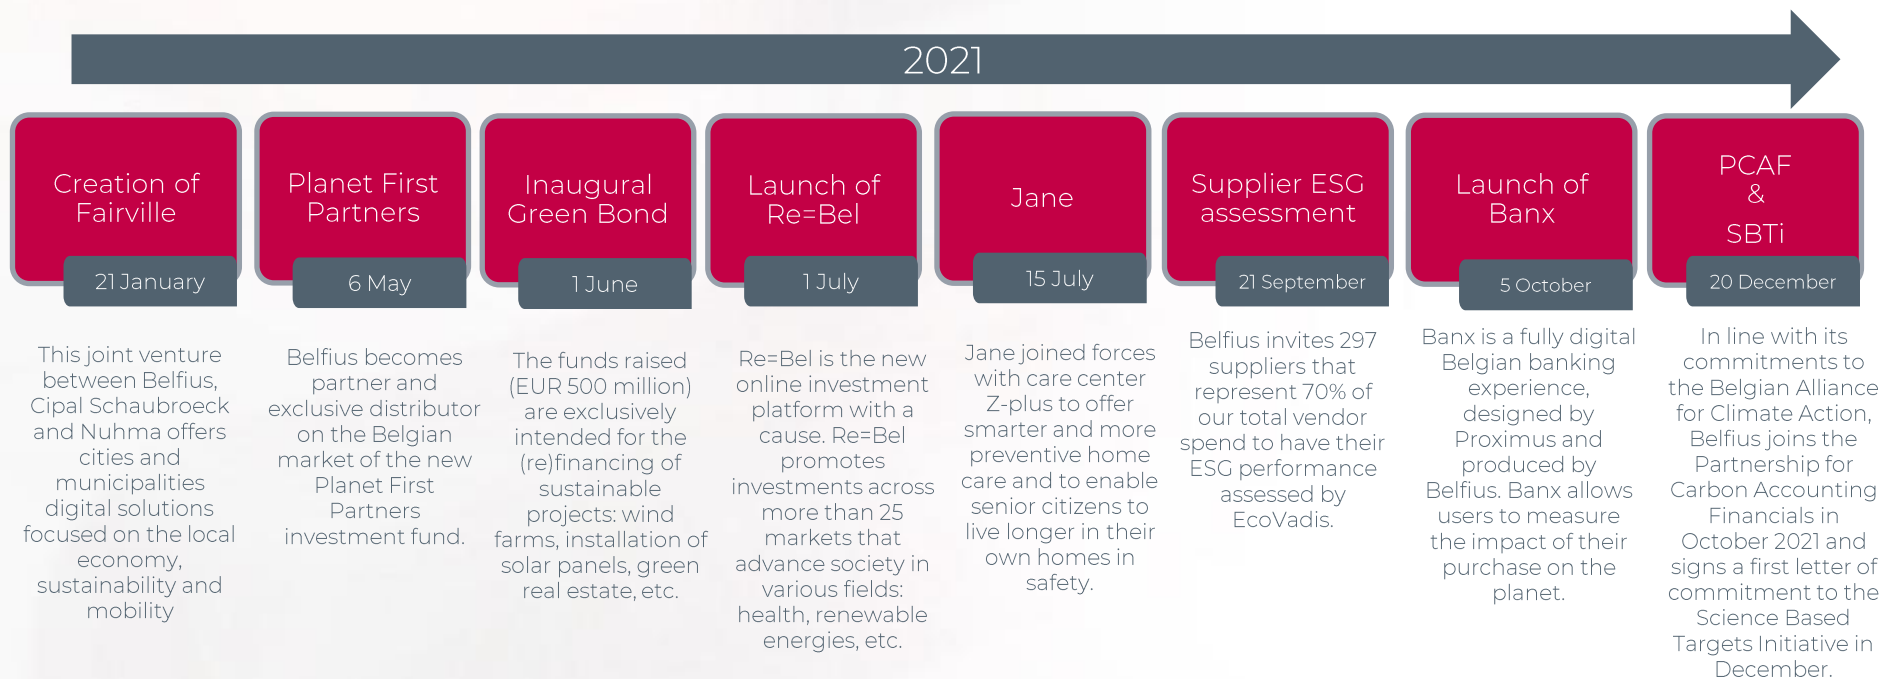 2021
Creation of
Fairville
21 January
This joint venture
between Belfius,
Cipal Schaubroeck
and Nuhma offers
cities and
municipalities
digital solutions
focused on the local
economy,
sustainability and
mobility
Planet First
Partners
6 May
Belfius becomes
partner and
exclusive distributor
on the Belgian
market of the new
Planet First
Partners
investment fund.
Inaugural
Green Bond
1 June
The funds raised
(EUR 500 million)
are exclusively
intended for the
(re)financing of
sustainable
projects: wind
farms, installation of
solar panels, green
real estate, etc.
Launch of
Re=Bel
1 July
Re=Bel is the new
online investment
platform with a
cause. Re=Bel
promotes
investments across
more than 25
markets that
advance society in
various fields:
health, renewable
energies, etc.
Jane
15 July
Jane joined forces
with care center
Z-plus to offer
smarter and more
preventive home
care and to enable
senior citizens to
live longer in their
own homes in
safety.
Supplier ESG
assessment
21 September
Belfius invites 297
suppliers that
represent 70% of
our total vendor
spend to have their
ESG performance
assessed by
EcoVadis.
Launch of
Banx
5 October
Banx is a fully digital
Belgian banking
experience,
designed by
Proximus and
produced by
Belfius. Banx allows
users to measure
the impact of their
purchase on the
planet.
PCAF
&
SBTi
20 December
In line with its
commitments to
the Belgian Alliance
for Climate Action,
Belfius joins the
Partnership for
Carbon Accounting
Financials in
October 2021 and
signs a first letter of
commitment to the
Science Based
Targets Initiative in
December.